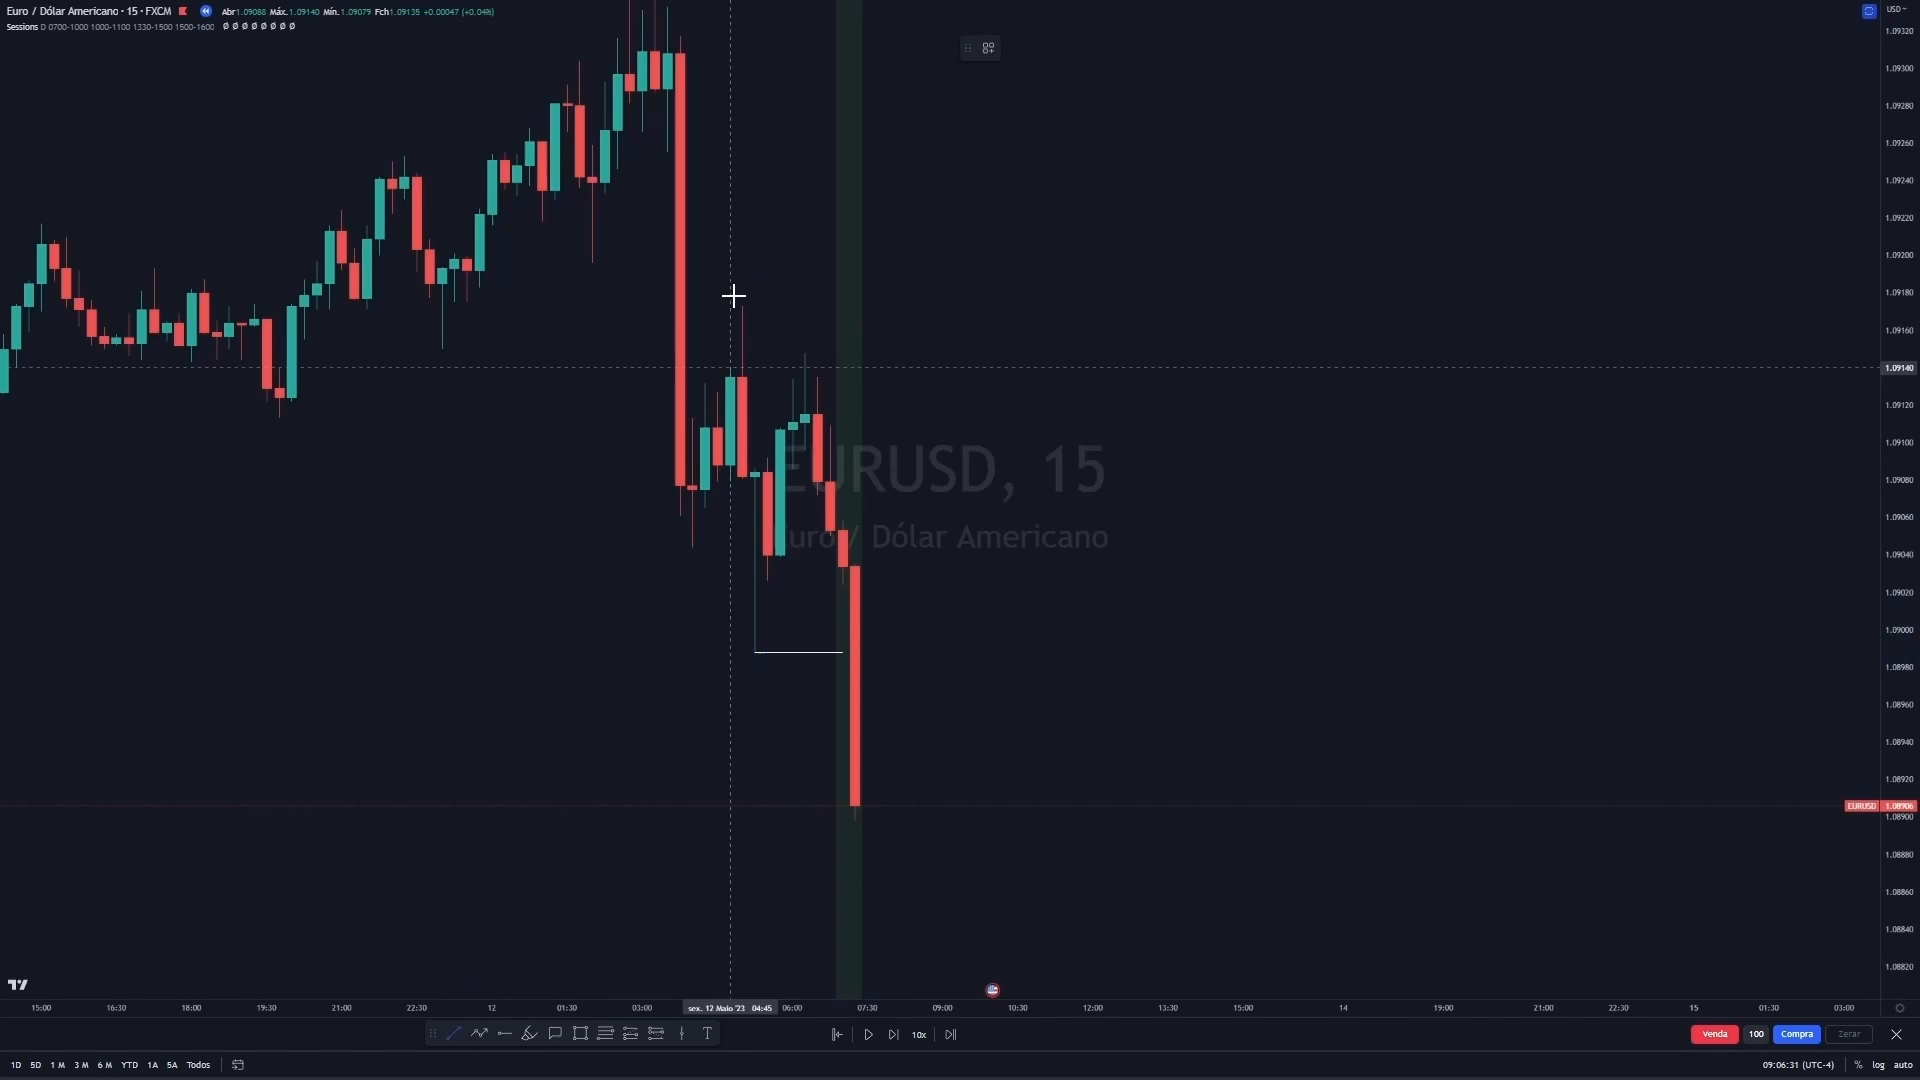 Euro / Dólar Americano · 15 · FXCM Abr1.09088 Máx.1.09140 Mín.1.09079 Fch1.09135 +0.00047 (+0.04%)
Sessions D 0700-1000 1000-1100 1330-1500 1500-1600 Ø Ø Ø Ø Ø Ø Ø Ø
USD
1.09320
1.09300
1.09280
1.09260
1.09240
1.09220
1.09200
1.09180
1.09160
1.09140
1.09120
1.09100
1.09080
1.09060
1.09040
1.09020
1.09000
1.08980
1.08960
1.08940
1.08920
EURUSD 1.08906
1.08900
1.08880
1.08860
1.08840
1.08820
EURUSD, 15
Euro / Dólar Americano
15:00 16:30 18:00 19:30 21:00 22:30 12 01:30 03:00 sex. 12 Maio '23 04:45 06:00 07:30 09:00 10:30 12:00 13:30 15:00 14 19:00 21:00 22:30 15 01:30 03:00
T 10x Venda 100 Compra Zerar
1D 5D 1 M 3 M 6 M YTD 1A 5A Todos 09:06:31 (UTC-4) % log auto